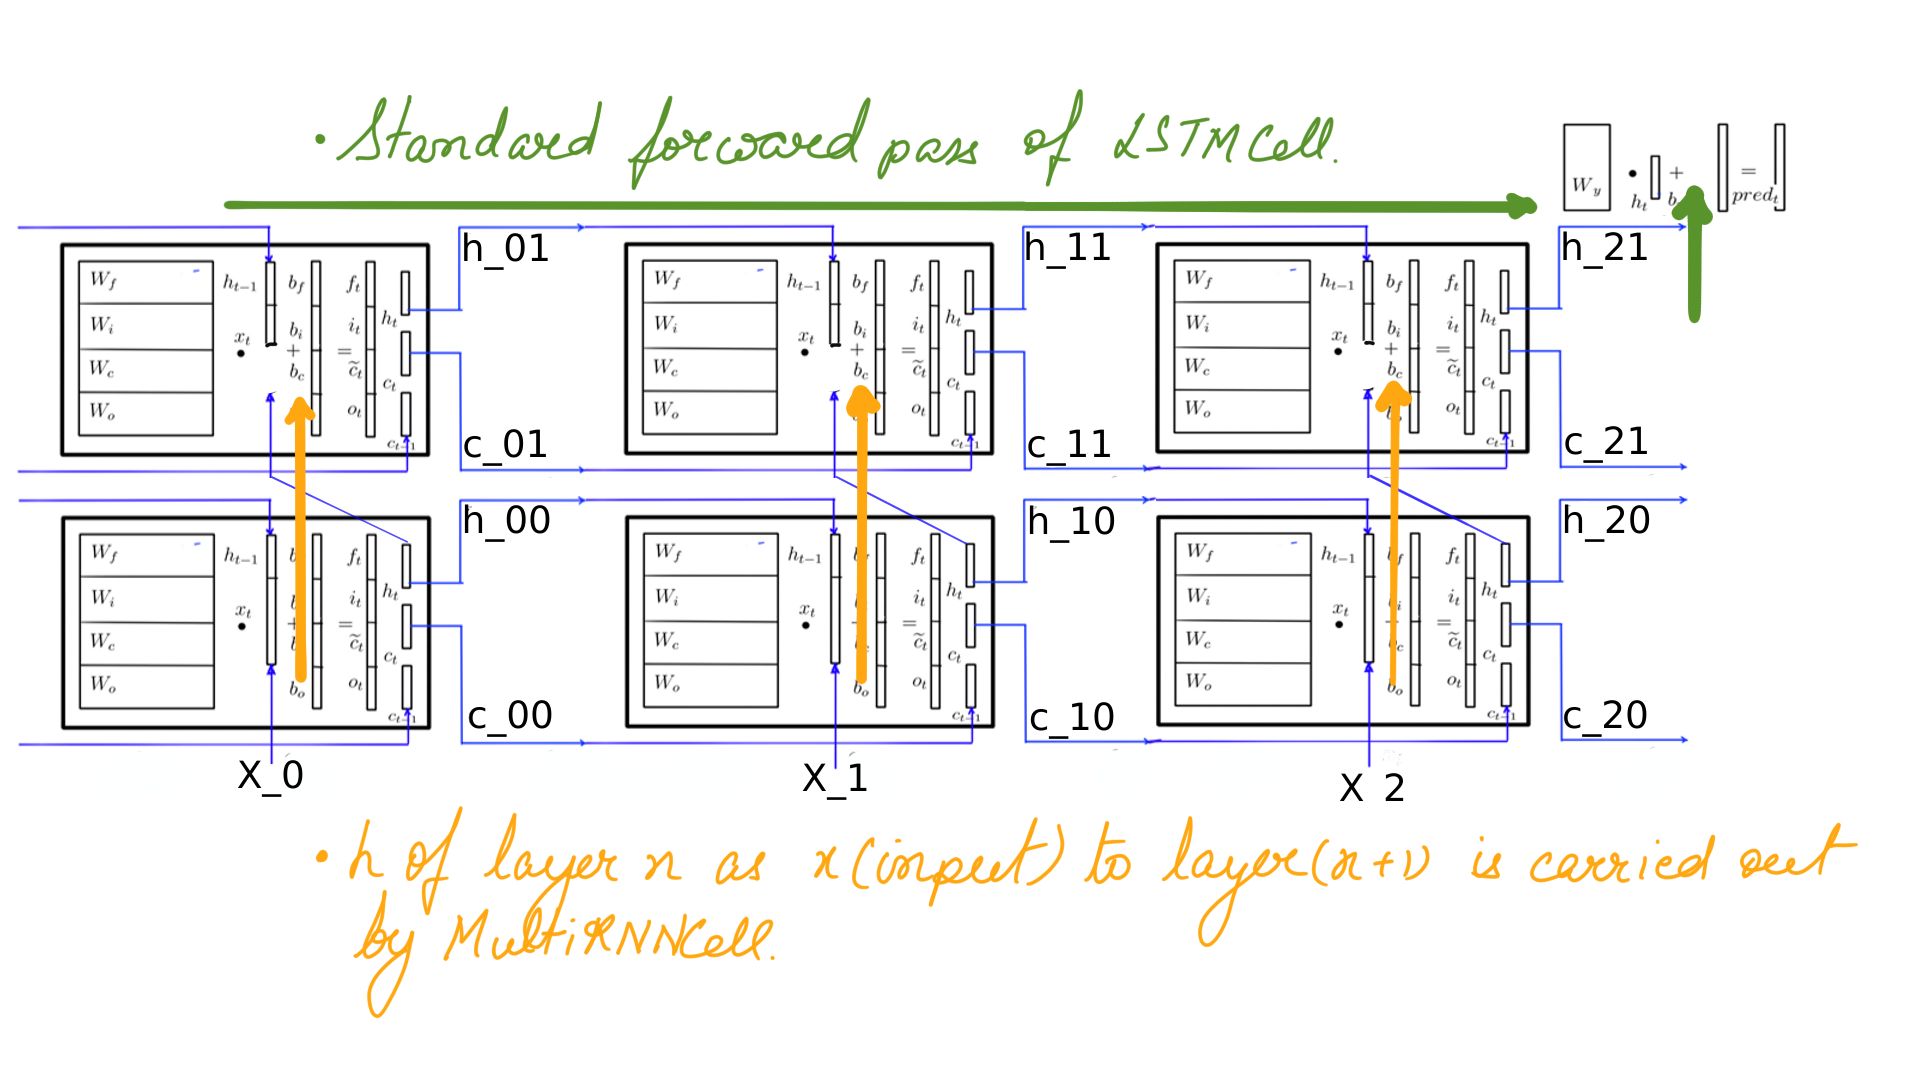 • Standard forward pass of LSTMCell.
W_y • h_t + b = pred_t
h_01 h_11 h_21
W_f h_{t-1} b_f f_t W_f h_{t-1} b_f f_t W_f h_{t-1} b_f f_t
W_i b_i i_t h_t W_i b_i i_t h_t W_i b_i i_t h_t
x_t • + = x_t • + = x_t • + =
W_c b_c c̃_t c_t W_c b_c c̃_t c_t W_c b_c c̃_t c_t
W_o o_t W_o o_t W_o o_t
c_{t-1} c_{t-1} c_{t-1}
c_01 c_11 c_21
h_00 h_10 h_20
W_f h_{t-1} f_t W_f h_{t-1} f_t W_f h_{t-1} f_t
W_i i_t h_t W_i i_t h_t W_i i_t h_t
x_t • = x_t • = x_t • =
W_c c̃_t c_t W_c c̃_t c_t W_c c̃_t c_t
W_o b_o o_t W_o b_o o_t W_o b_o o_t
c_{t-1} c_{t-1} c_{t-1}
c_00 c_10 c_20
X_0 X_1 X 2
• h of layer n as x(input) to layer(n+1) is carried out
by MultiRNNCell.